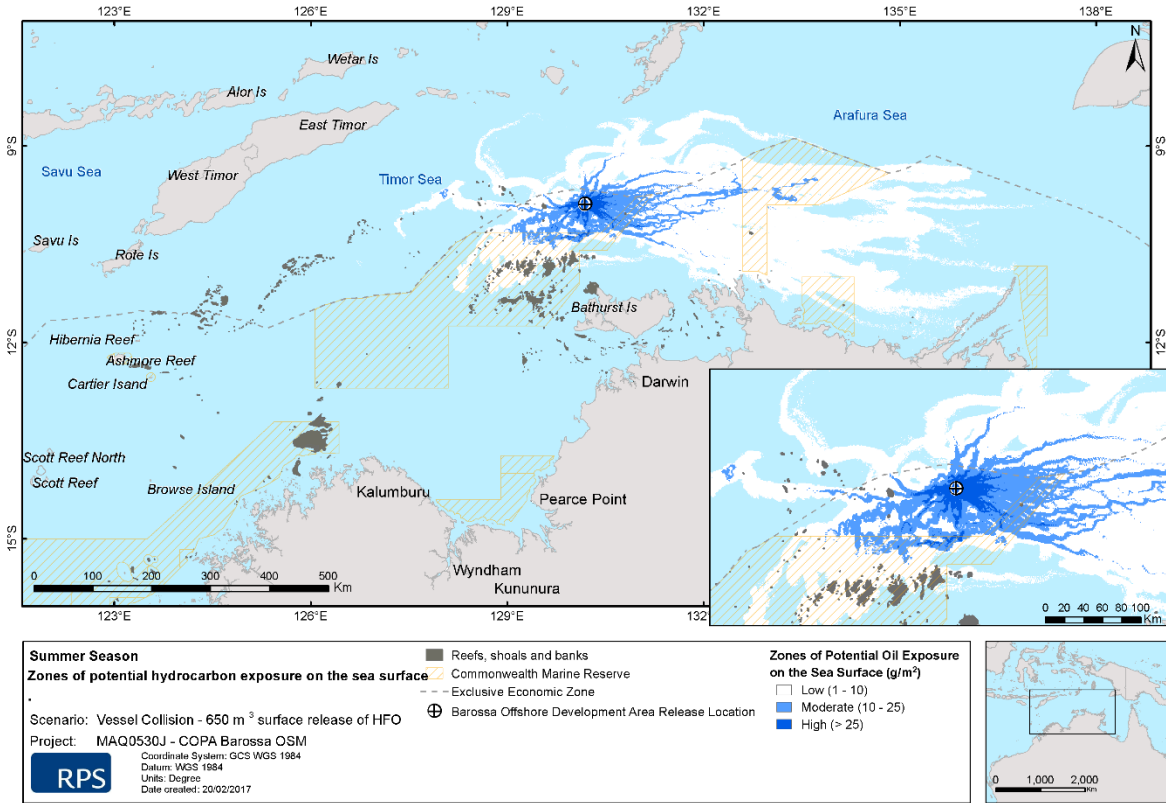 123°E 126°E 129°E 132°E 135°E 138°E
N
Wetar Is
Alor Is
East Timor
Arafura Sea
9°S 9°S
Savu Sea
West Timor
Timor Sea
Savu Is
Rote Is
Bathurst Is
Hibernia Reef
12°S 12°S
Ashmore Reef
Cartier Island
Darwin
Scott Reef North
Scott Reef
Browse Island
Kalumburu
Pearce Point
15°S
Wyndham
Kununura
0 100 200 300 400 500
Km
0 20 40 60 80 100
Km
123°E 126°E 129°E 132°E
Summer Season
Zones of potential hydrocarbon exposure on the sea surface
.
Scenario: Vessel Collision - 650 m ³ surface release of HFO
Project: MAQ0530J - COPA Barossa OSM
RPS
Coordinate System: GCS WGS 1984
Datum: WGS 1984
Units: Degree
Date created: 20/02/2017
Reefs, shoals and banks
Commonwealth Marine Reserve
Exclusive Economic Zone
Barossa Offshore Development Area Release Location
Zones of Potential Oil Exposure
on the Sea Surface (g/m²)
Low (1 - 10)
Moderate (10 - 25)
High (> 25)
0 1,000 2,000
Km